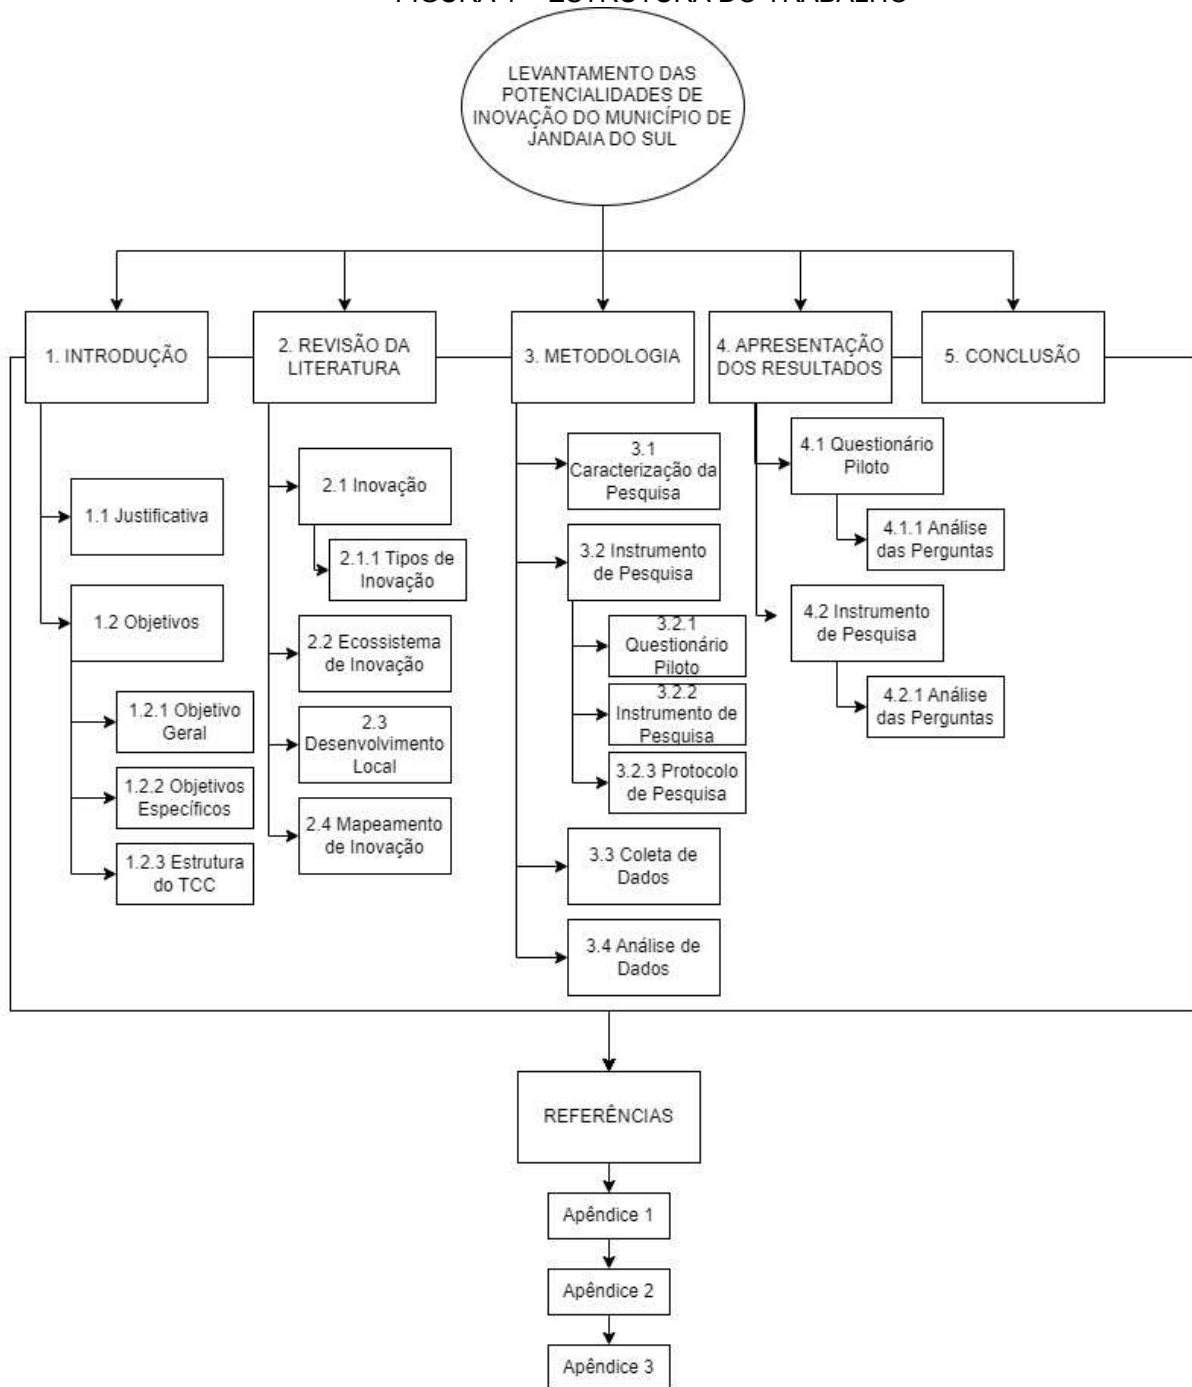 FIGURA 1 – ESTRUTURA DO TRABALHO
LEVANTAMENTO DAS
POTENCIALIDADES DE
INOVAÇÃO DO MUNICÍPIO DE
JANDAIA DO SUL
1. INTRODUÇÃO
2. REVISÃO DA
LITERATURA
3. METODOLOGIA
4. APRESENTAÇÃO
DOS RESULTADOS
5. CONCLUSÃO
1.1 Justificativa
1.2 Objetivos
1.2.1 Objetivo
Geral
1.2.2 Objetivos
Específicos
1.2.3 Estrutura
do TCC
2.1 Inovação
2.1.1 Tipos de
Inovação
2.2 Ecossistema
de Inovação
2.3
Desenvolvimento
Local
2.4 Mapeamento
de Inovação
3.1
Caracterização da
Pesquisa
3.2 Instrumento
de Pesquisa
3.2.1
Questionário
Piloto
3.2.2
Instrumento de
Pesquisa
3.2.3 Protocolo
de Pesquisa
3.3 Coleta de
Dados
3.4 Análise de
Dados
4.1 Questionário
Piloto
4.1.1 Análise
das Perguntas
4.2 Instrumento
de Pesquisa
4.2.1 Análise
das Perguntas
REFERÊNCIAS
Apêndice 1
Apêndice 2
Apêndice 3